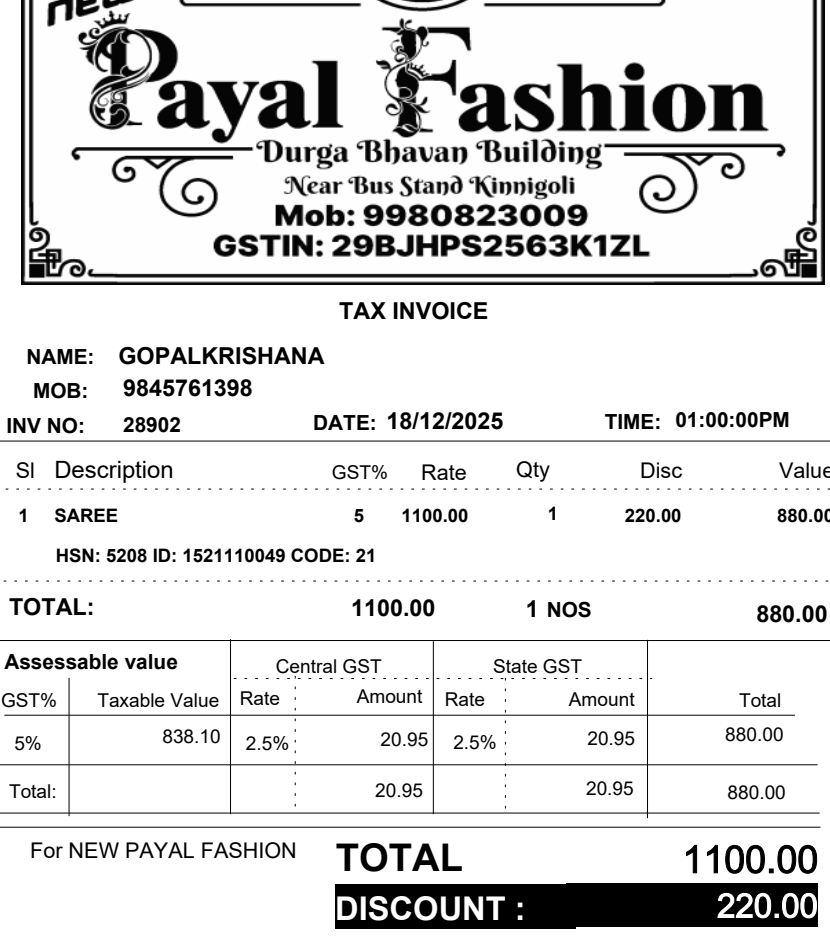 new
Payal Fashion
Durga Bhavan Building
Near Bus Stand Kinnigoli
Mob: 9980823009
GSTIN: 29BJHPS2563K1ZL
TAX INVOICE
NAME: GOPALKRISHANA
MOB: 9845761398
INV NO: 28902 DATE: 18/12/2025 TIME: 01:00:00PM
Sl Description GST% Rate Qty Disc Value
1 SAREE 5 1100.00 1 220.00 880.00
HSN: 5208 ID: 1521110049 CODE: 21
TOTAL: 1100.00 1 NOS 880.00
Assessable value Central GST State GST
GST% Taxable Value Rate Amount Rate Amount Total
5% 838.10 2.5% 20.95 2.5% 20.95 880.00
Total: 20.95 20.95 880.00
For NEW PAYAL FASHION TOTAL 1100.00
DISCOUNT : 220.00